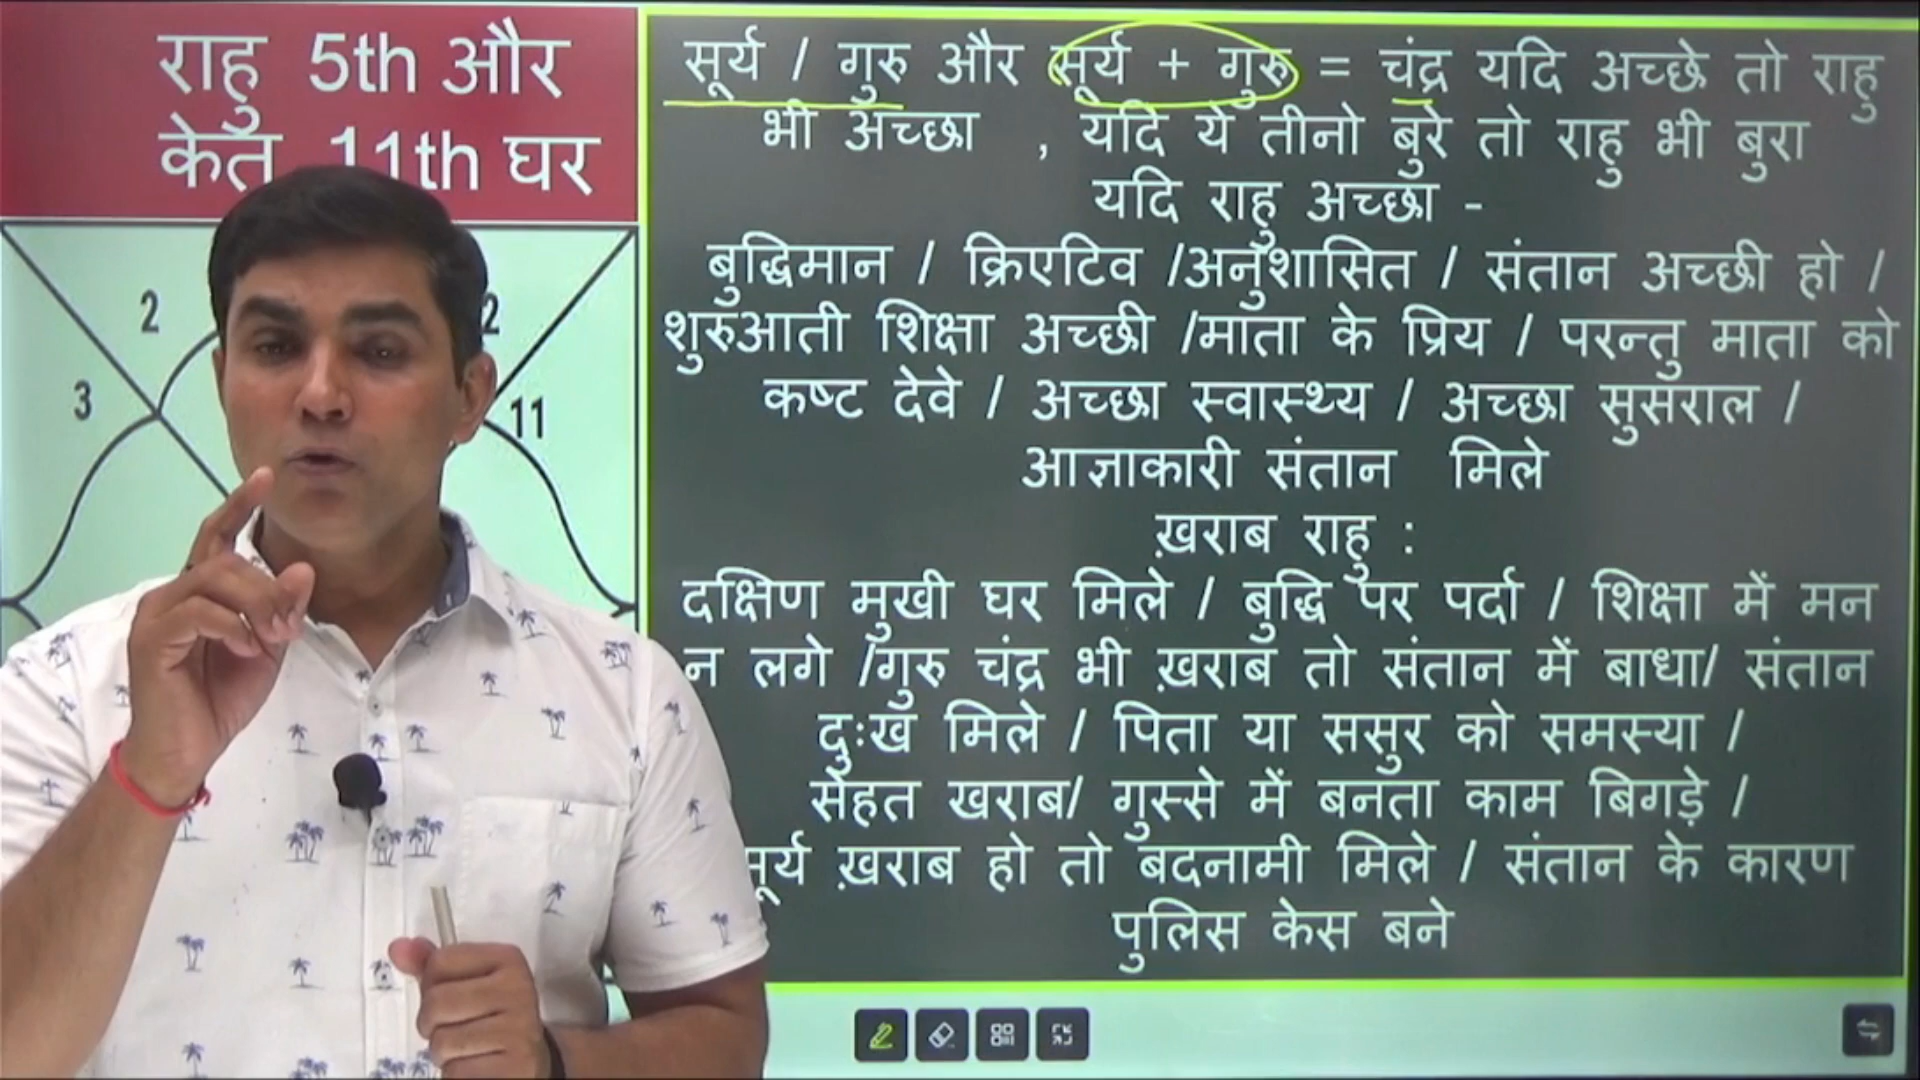 राहु 5th और
केतु 11th घर
2
3
11
सूर्य / गुरु और सूर्य + गुरु = चंद्र यदि अच्छे तो राहु
भी अच्छा , यदि ये तीनो बुरे तो राहु भी बुरा
यदि राहु अच्छा -
बुद्धिमान / क्रिएटिव /अनुशासित / संतान अच्छी हो /
शुरुआती शिक्षा अच्छी /माता के प्रिय / परन्तु माता को
कष्ट देवे / अच्छा स्वास्थ्य / अच्छा सुसराल /
आज्ञाकारी संतान मिले
ख़राब राहु :
दक्षिण मुखी घर मिले / बुद्धि पर पर्दा / शिक्षा में मन
न लगे /गुरु चंद्र भी ख़राब तो संतान में बाधा/ संतान
दुःख मिले / पिता या ससुर को समस्या /
सेहत खराब/ गुस्से में बनता काम बिगड़े /
सूर्य ख़राब हो तो बदनामी मिले / संतान के कारण
पुलिस केस बने